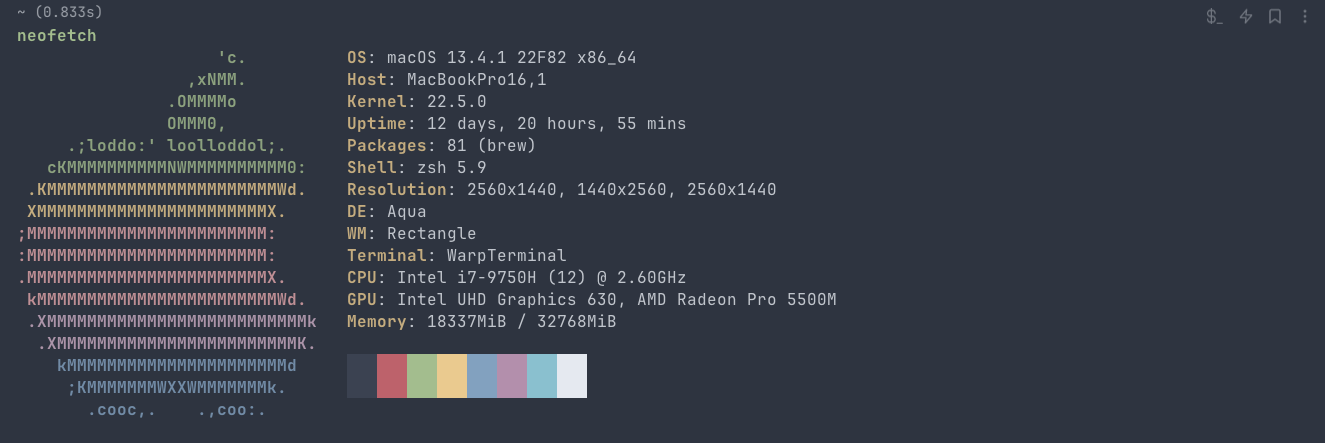 ~ (0.833s)
neofetch
'c.
,xNMM.
.OMMMMo
OMMM0,
.;loddo:' loolloddol;.
cKMMMMMMMMMMNWMMMMMMMMMM0:
.KMMMMMMMMMMMMMMMMMMMMMMMWd.
XMMMMMMMMMMMMMMMMMMMMMMMX.
;MMMMMMMMMMMMMMMMMMMMMMMM:
:MMMMMMMMMMMMMMMMMMMMMMMM:
.MMMMMMMMMMMMMMMMMMMMMMMMX.
kMMMMMMMMMMMMMMMMMMMMMMMMWd.
.XMMMMMMMMMMMMMMMMMMMMMMMMMMk
.XMMMMMMMMMMMMMMMMMMMMMMMMK.
kMMMMMMMMMMMMMMMMMMMMMMd
;KMMMMMMMWXXWMMMMMMMk.
.cooc,.    .,coo:.
OS: macOS 13.4.1 22F82 x86_64
Host: MacBookPro16,1
Kernel: 22.5.0
Uptime: 12 days, 20 hours, 55 mins
Packages: 81 (brew)
Shell: zsh 5.9
Resolution: 2560x1440, 1440x2560, 2560x1440
DE: Aqua
WM: Rectangle
Terminal: WarpTerminal
CPU: Intel i7-9750H (12) @ 2.60GHz
GPU: Intel UHD Graphics 630, AMD Radeon Pro 5500M
Memory: 18337MiB / 32768MiB